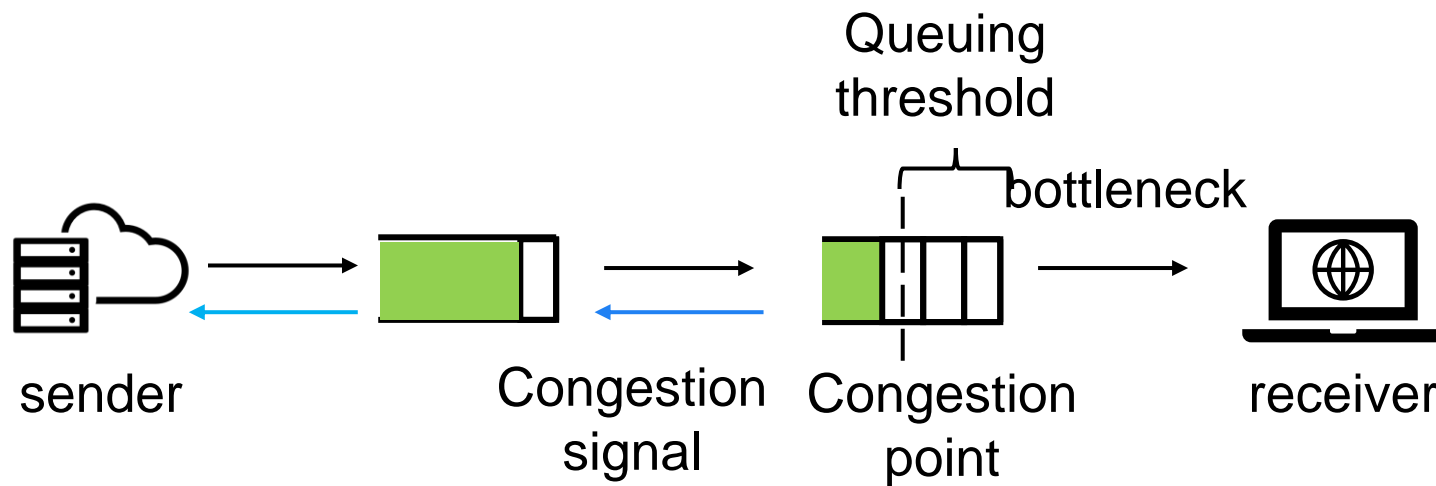 Queuing
threshold
bottleneck
sender
Congestion
signal
Congestion
point
receiver